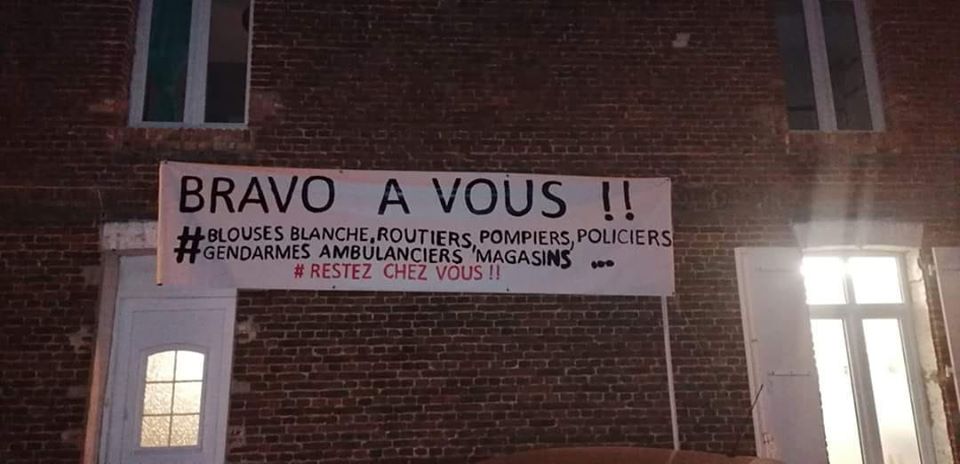 BRAVO A VOUS !!
#BLOUSES BLANCHE,ROUTIERS, POMPIERS, POLICIERS
GENDARMES AMBULANCIERS MAGASINS ...
# RESTEZ CHEZ VOUS !!